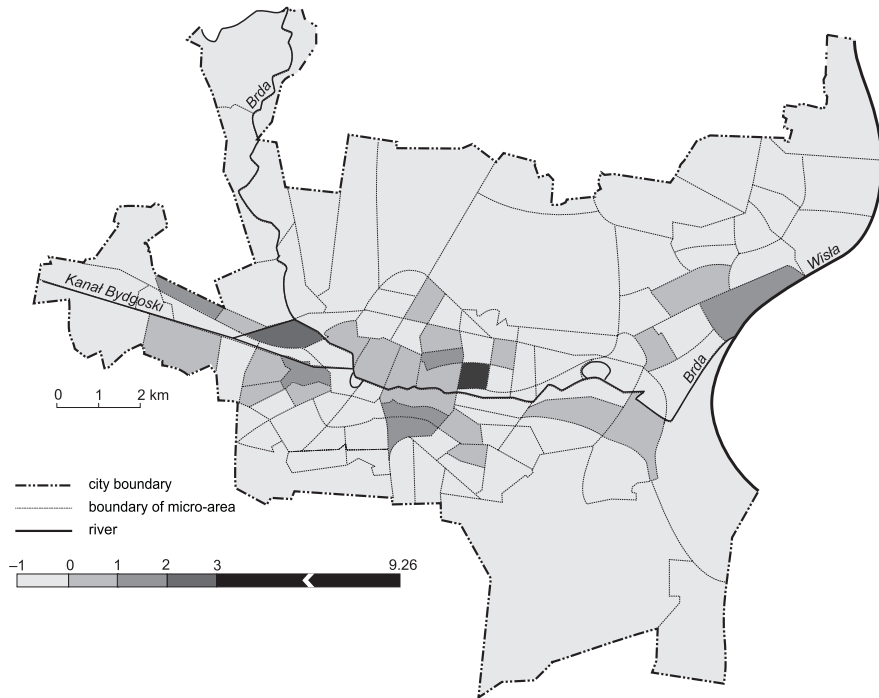 Brda
Wisła
Kanał Bydgoski
Brda
0 1 2 km
city boundary
boundary of micro-area
river
–1 0 1 2 3 9.26